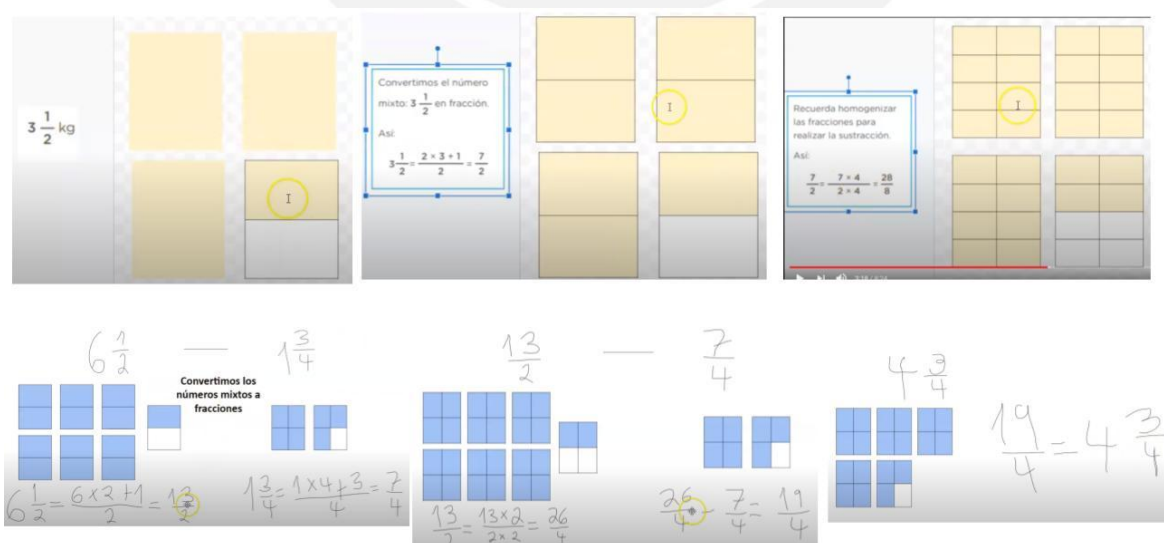 3 1/2 kg
Convertimos el número
mixto: 3 1/2 en fracción.
Así:
3 1/2 = (2 × 3 + 1)/2 = 7/2
Recuerda homogenizar
las fracciones para
realizar la sustracción.
Así:
7/2 = (7 × 4)/(2 × 4) = 28/8
6 1/2 — 1 3/4
Convertimos los
números mixtos a
fracciones
6 1/2 = (6 × 2 + 1)/2 = 13/2
1 3/4 = (1 × 4 + 3)/4 = 7/4
13/2 — 7/4
13/2 = (13 × 2)/(2 × 2) = 26/4
26/4 - 7/4 = 19/4
4 3/4
19/4 = 4 3/4